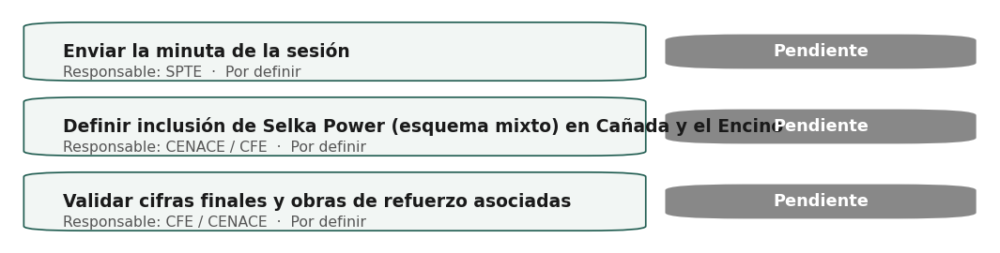 Enviar la minuta de la sesión
Pendiente
Responsable: SPTE · Por definir
Definir inclusión de Selka Power (esquema mixto) en Cañada y el Encino
Pendiente
Responsable: CENACE / CFE · Por definir
Validar cifras finales y obras de refuerzo asociadas
Pendiente
Responsable: CFE / CENACE · Por definir